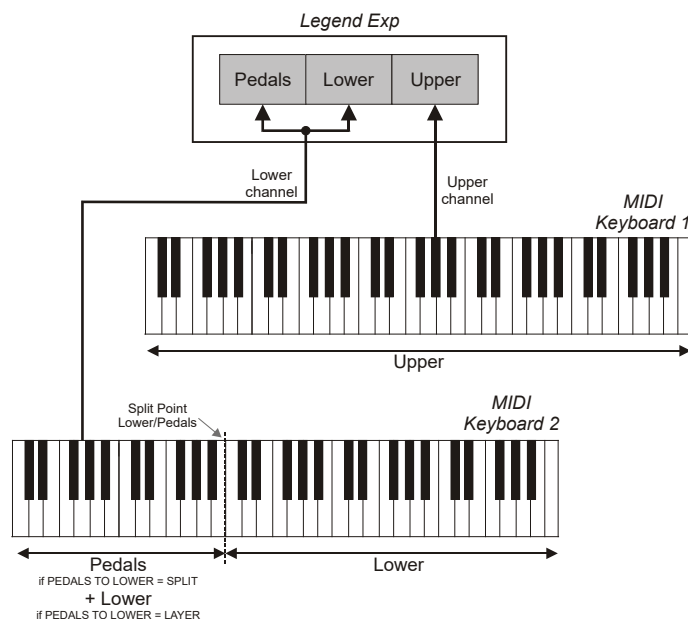 Legend Exp
Pedals Lower Upper
Lower
channel
Upper
channel
MIDI
Keyboard 1
Upper
Split Point
Lower/Pedals
MIDI
Keyboard 2
Pedals
if PEDALS TO LOWER = SPLIT
+ Lower
if PEDALS TO LOWER = LAYER
Lower